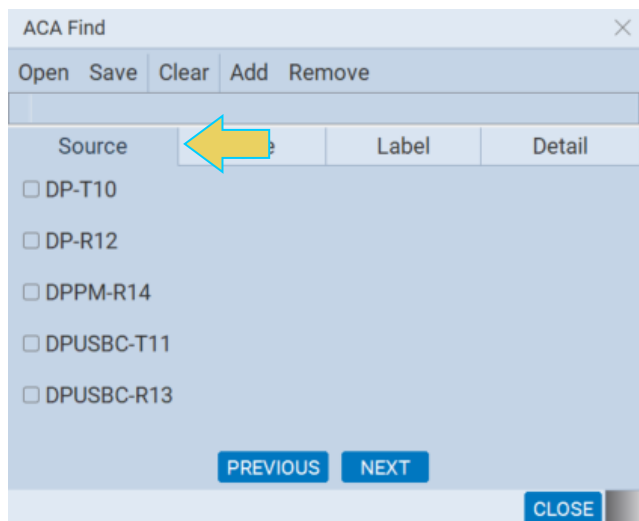 ACA Find
Open Save Clear Add Remove
Source Label Detail
DP-T10
DP-R12
DPPM-R14
DPUSBC-T11
DPUSBC-R13
PREVIOUS NEXT
CLOSE